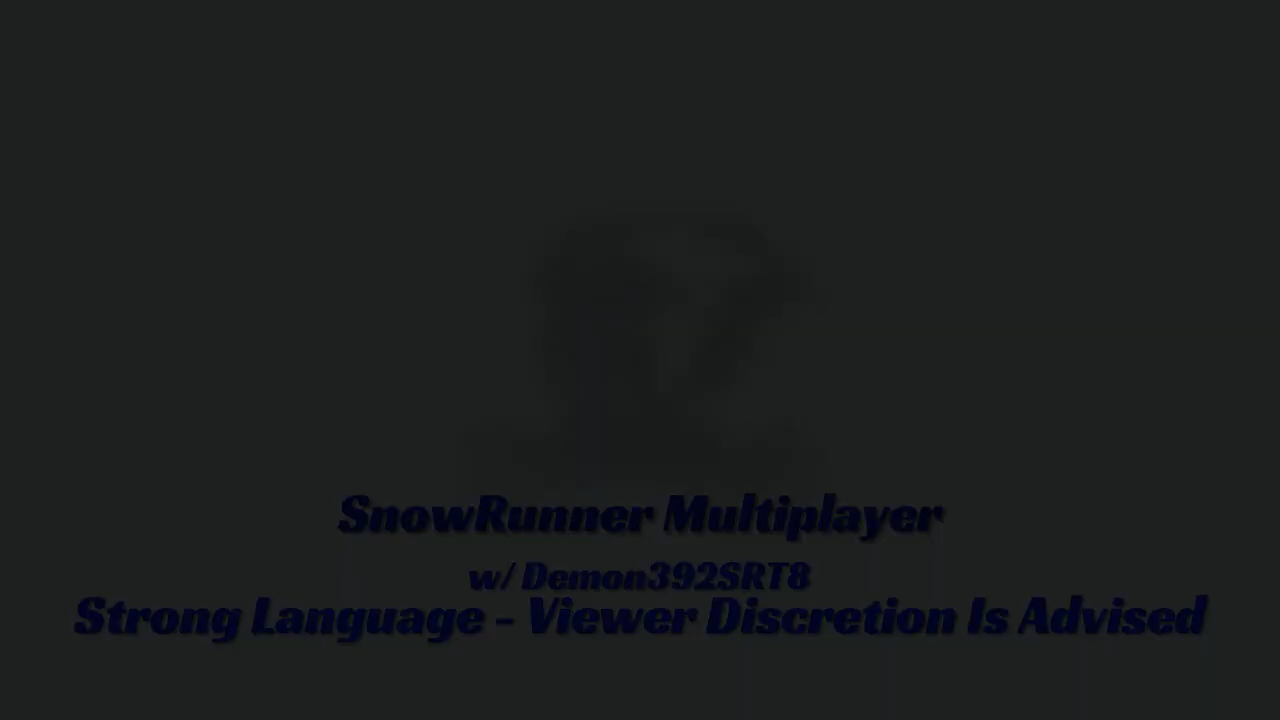 SnowRunner Multiplayer
w/ Demon392SRT8
Strong Language - Viewer Discretion Is Advised